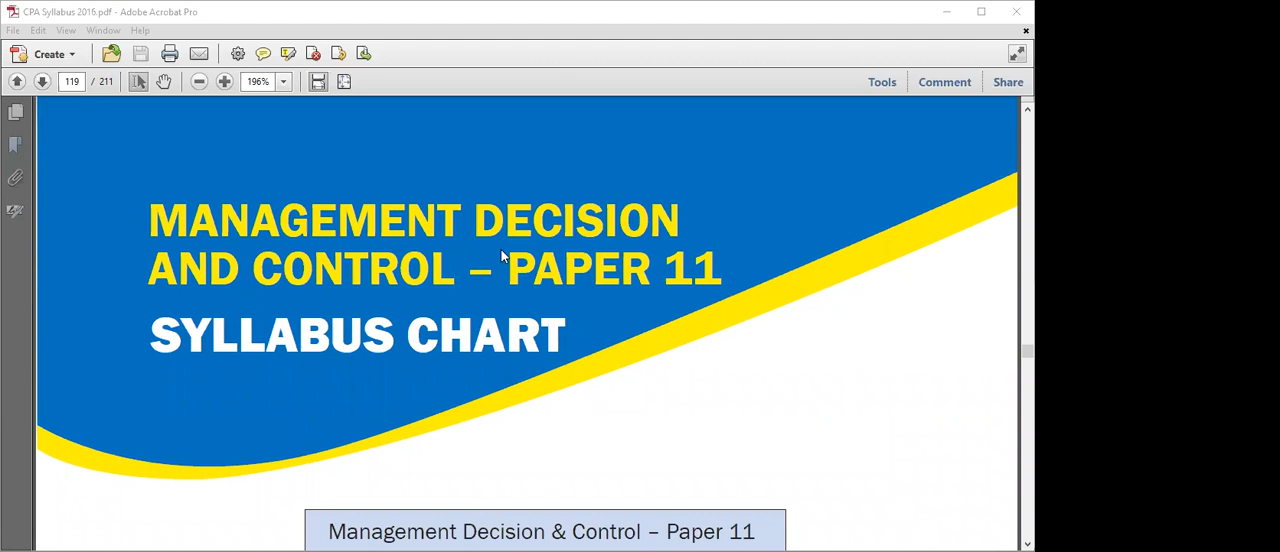 CPA Syllabus 2016.pdf - Adobe Acrobat Pro
File Edit View Window Help
Create
119 / 211 196% Tools Comment Share
MANAGEMENT DECISION
AND CONTROL – PAPER 11
SYLLABUS CHART
Management Decision & Control – Paper 11